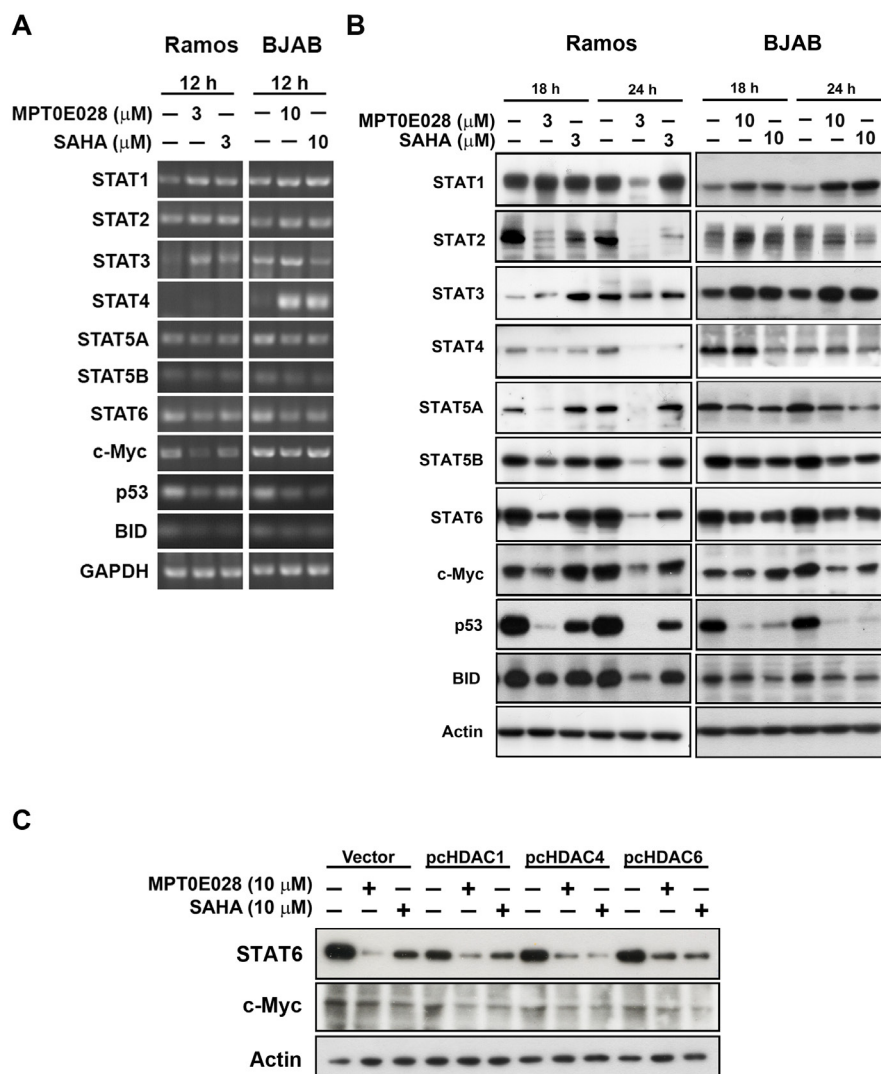 A
Ramos BJAB
12 h 12 h
MPT0E028 (µM) – 3 – – 10 –
SAHA (µM) – – 3 – – 10
STAT1
STAT2
STAT3
STAT4
STAT5A
STAT5B
STAT6
c-Myc
p53
BID
GAPDH
B
Ramos BJAB
18 h 24 h 18 h 24 h
MPT0E028 (µM) – 3 – – 3 – – 10 – – 10 –
SAHA (µM) – – 3 – – 3 – – 10 – – 10
STAT1
STAT2
STAT3
STAT4
STAT5A
STAT5B
STAT6
c-Myc
p53
BID
Actin
C
Vector pcHDAC1 pcHDAC4 pcHDAC6
MPT0E028 (10 µM) – + – – + – – + – – + –
SAHA (10 µM) – – + – – + – – + – – +
STAT6
c-Myc
Actin